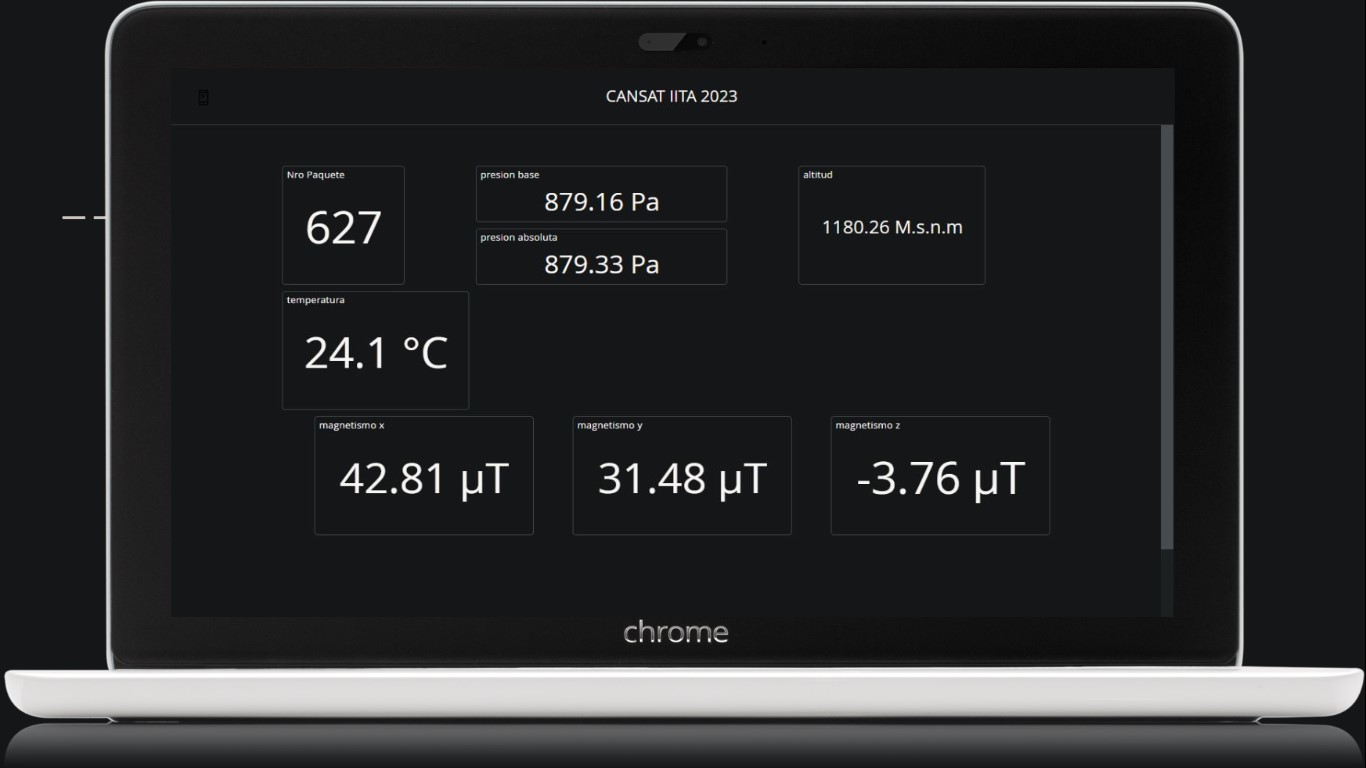 CANSAT IITA 2023
Nro Paquete
627
presion base
879.16 Pa
presion absoluta
879.33 Pa
altitud
1180.26 M.s.n.m
temperatura
24.1 °C
magnetismo x
42.81 µT
magnetismo y
31.48 µT
magnetismo z
-3.76 µT
chrome